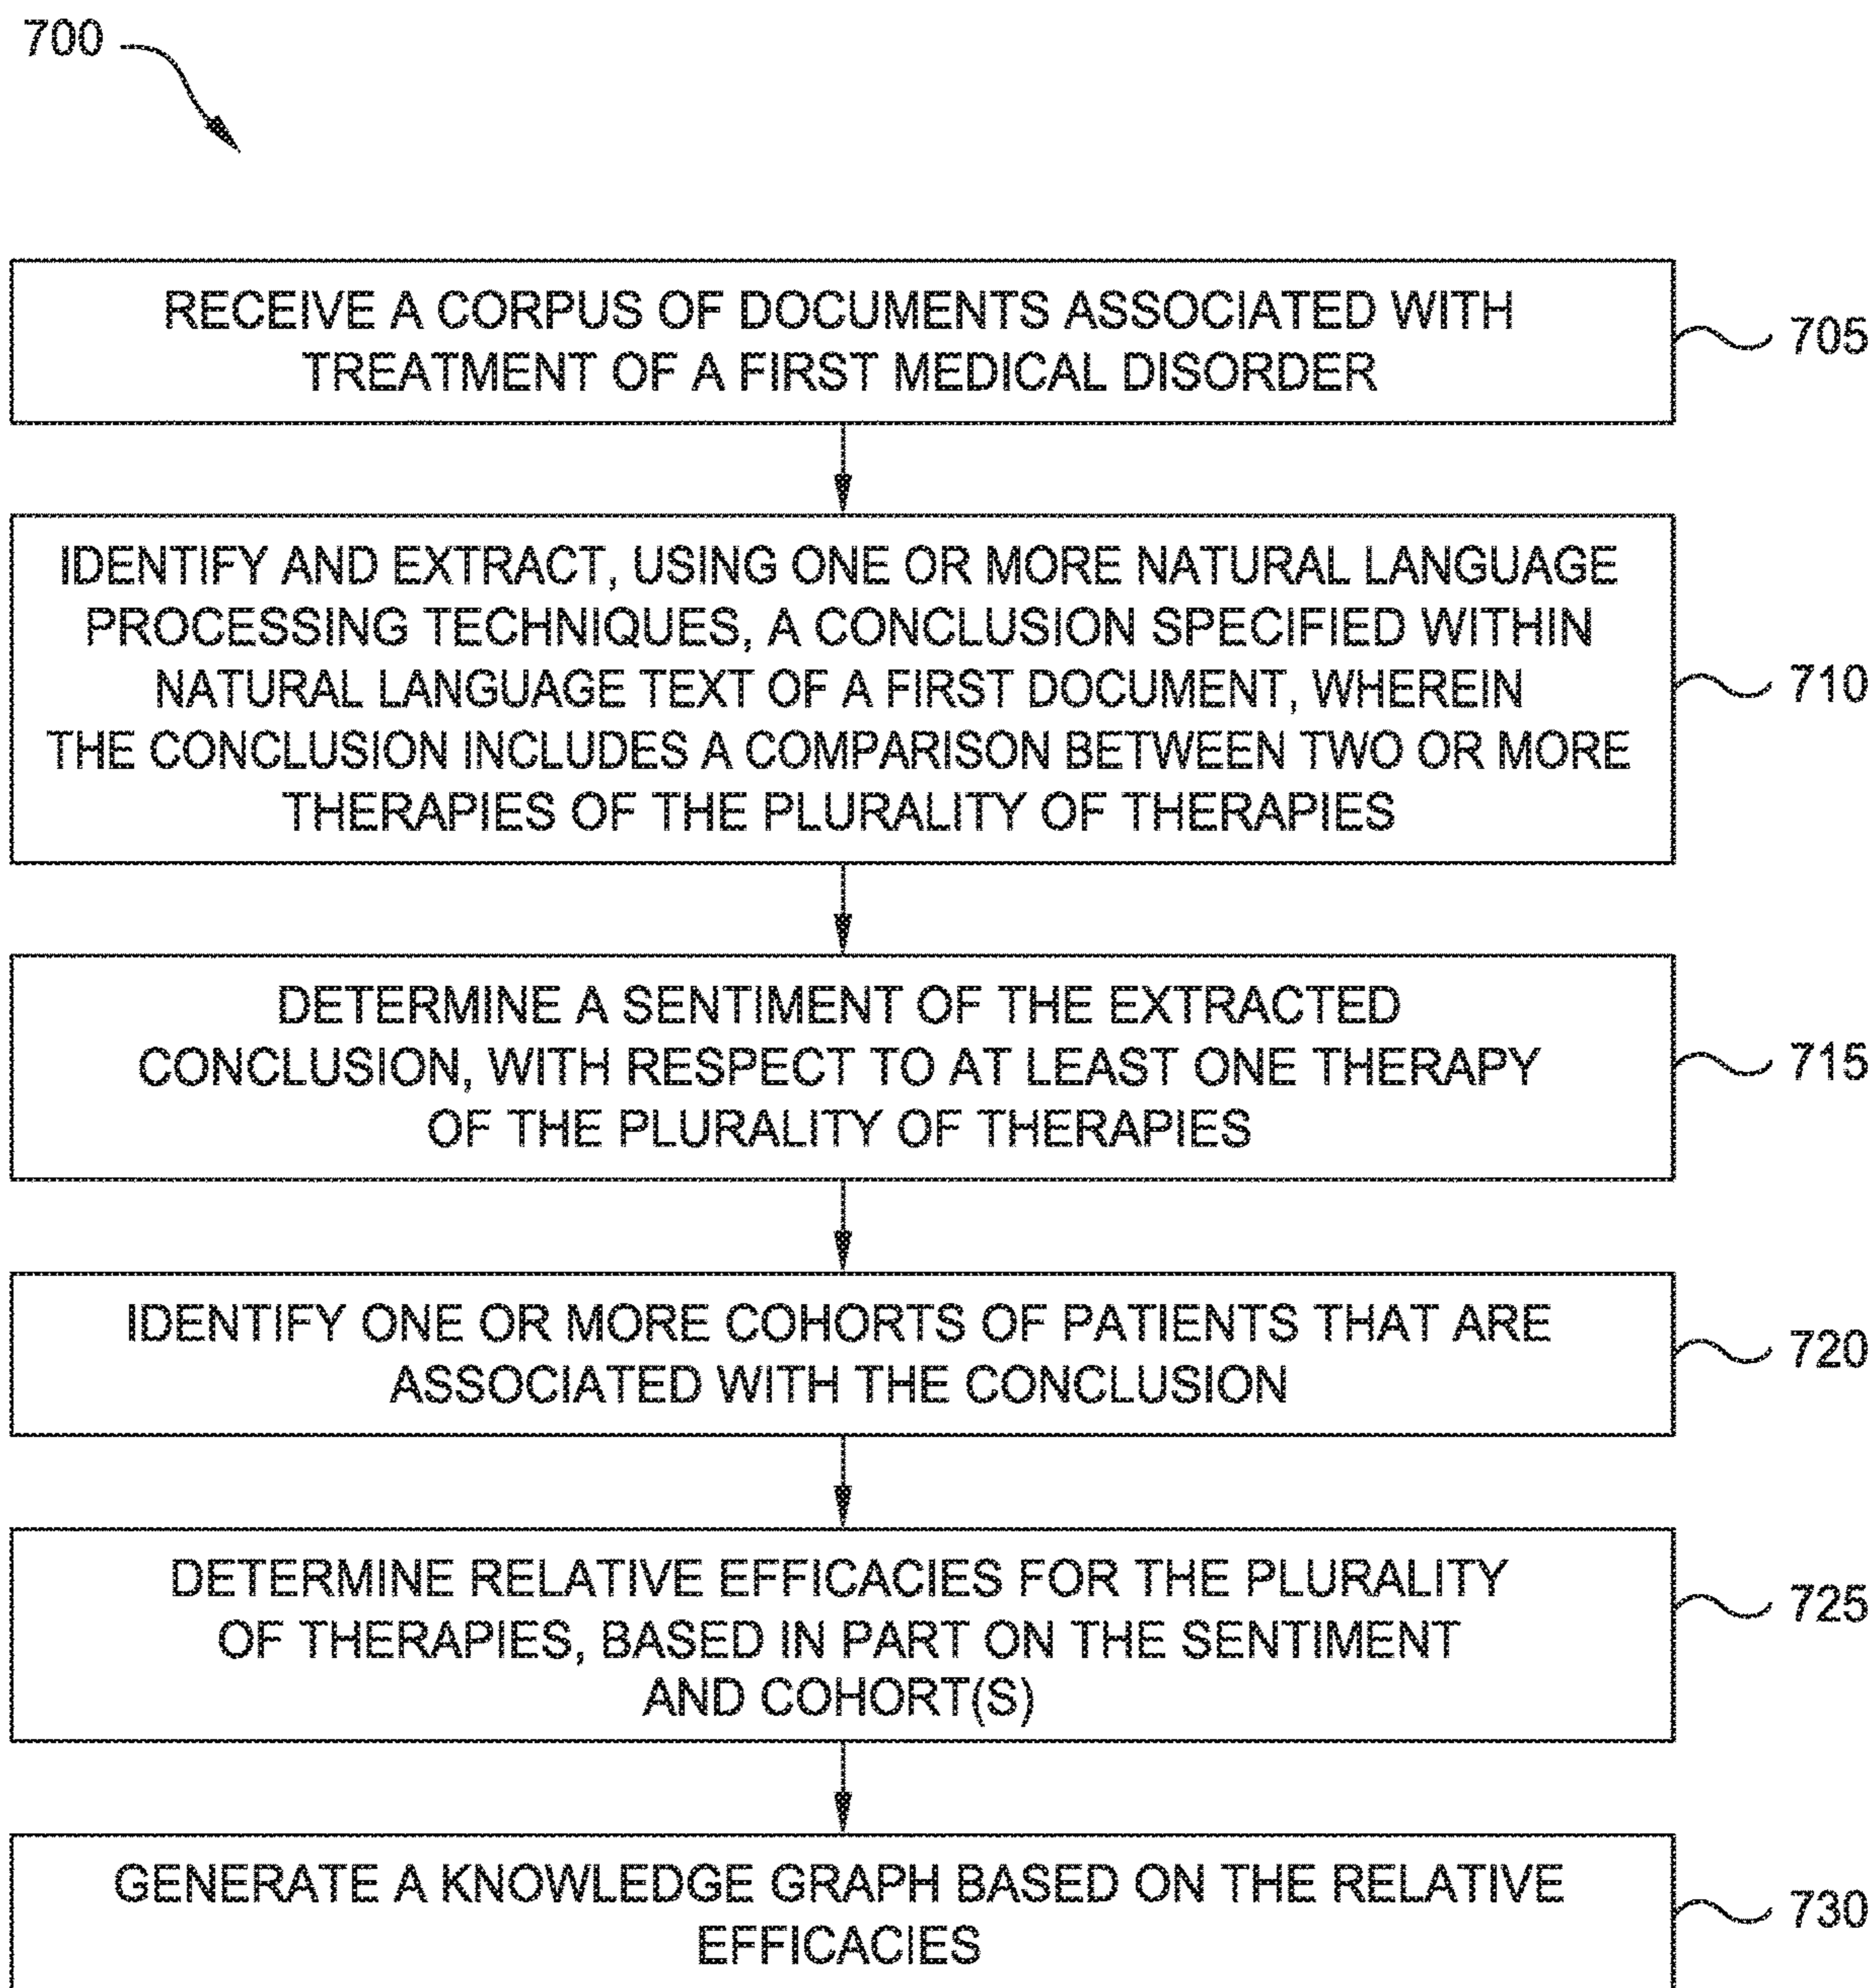 700
RECEIVE A CORPUS OF DOCUMENTS ASSOCIATED WITH
TREATMENT OF A FIRST MEDICAL DISORDER
705
IDENTIFY AND EXTRACT, USING ONE OR MORE NATURAL LANGUAGE
PROCESSING TECHNIQUES, A CONCLUSION SPECIFIED WITHIN
NATURAL LANGUAGE TEXT OF A FIRST DOCUMENT, WHEREIN
THE CONCLUSION INCLUDES A COMPARISON BETWEEN TWO OR MORE
THERAPIES OF THE PLURALITY OF THERAPIES
710
DETERMINE A SENTIMENT OF THE EXTRACTED
CONCLUSION, WITH RESPECT TO AT LEAST ONE THERAPY
OF THE PLURALITY OF THERAPIES
715
IDENTIFY ONE OR MORE COHORTS OF PATIENTS THAT ARE
ASSOCIATED WITH THE CONCLUSION
720
DETERMINE RELATIVE EFFICACIES FOR THE PLURALITY
OF THERAPIES, BASED IN PART ON THE SENTIMENT
AND COHORT(S)
725
GENERATE A KNOWLEDGE GRAPH BASED ON THE RELATIVE
EFFICACIES
730